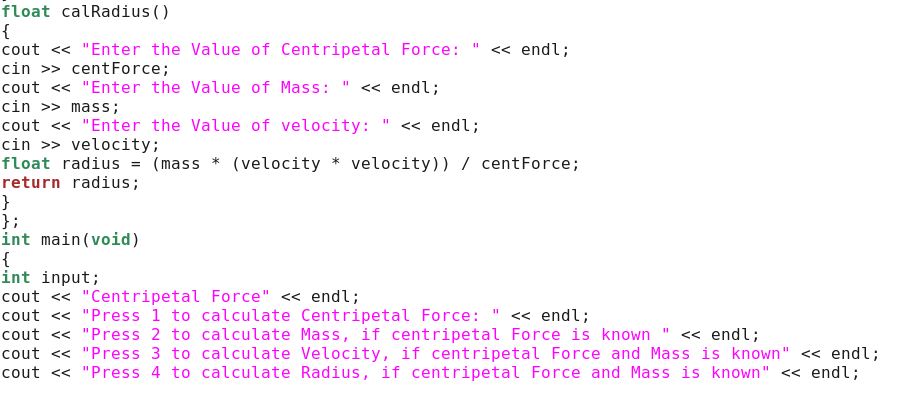 float calRadius()
{
cout << "Enter the Value of Centripetal Force: " << endl;
cin >> centForce;
cout << "Enter the Value of Mass: " << endl;
cin >> mass;
cout << "Enter the Value of velocity: " << endl;
cin >> velocity;
float radius = (mass * (velocity * velocity)) / centForce;
return radius;
}
};
int main(void)
{
int input;
cout << "Centripetal Force" << endl;
cout << "Press 1 to calculate Centripetal Force: " << endl;
cout << "Press 2 to calculate Mass, if centripetal Force is known " << endl;
cout << "Press 3 to calculate Velocity, if centripetal Force and Mass is known" << endl;
cout << "Press 4 to calculate Radius, if centripetal Force and Mass is known" << endl;